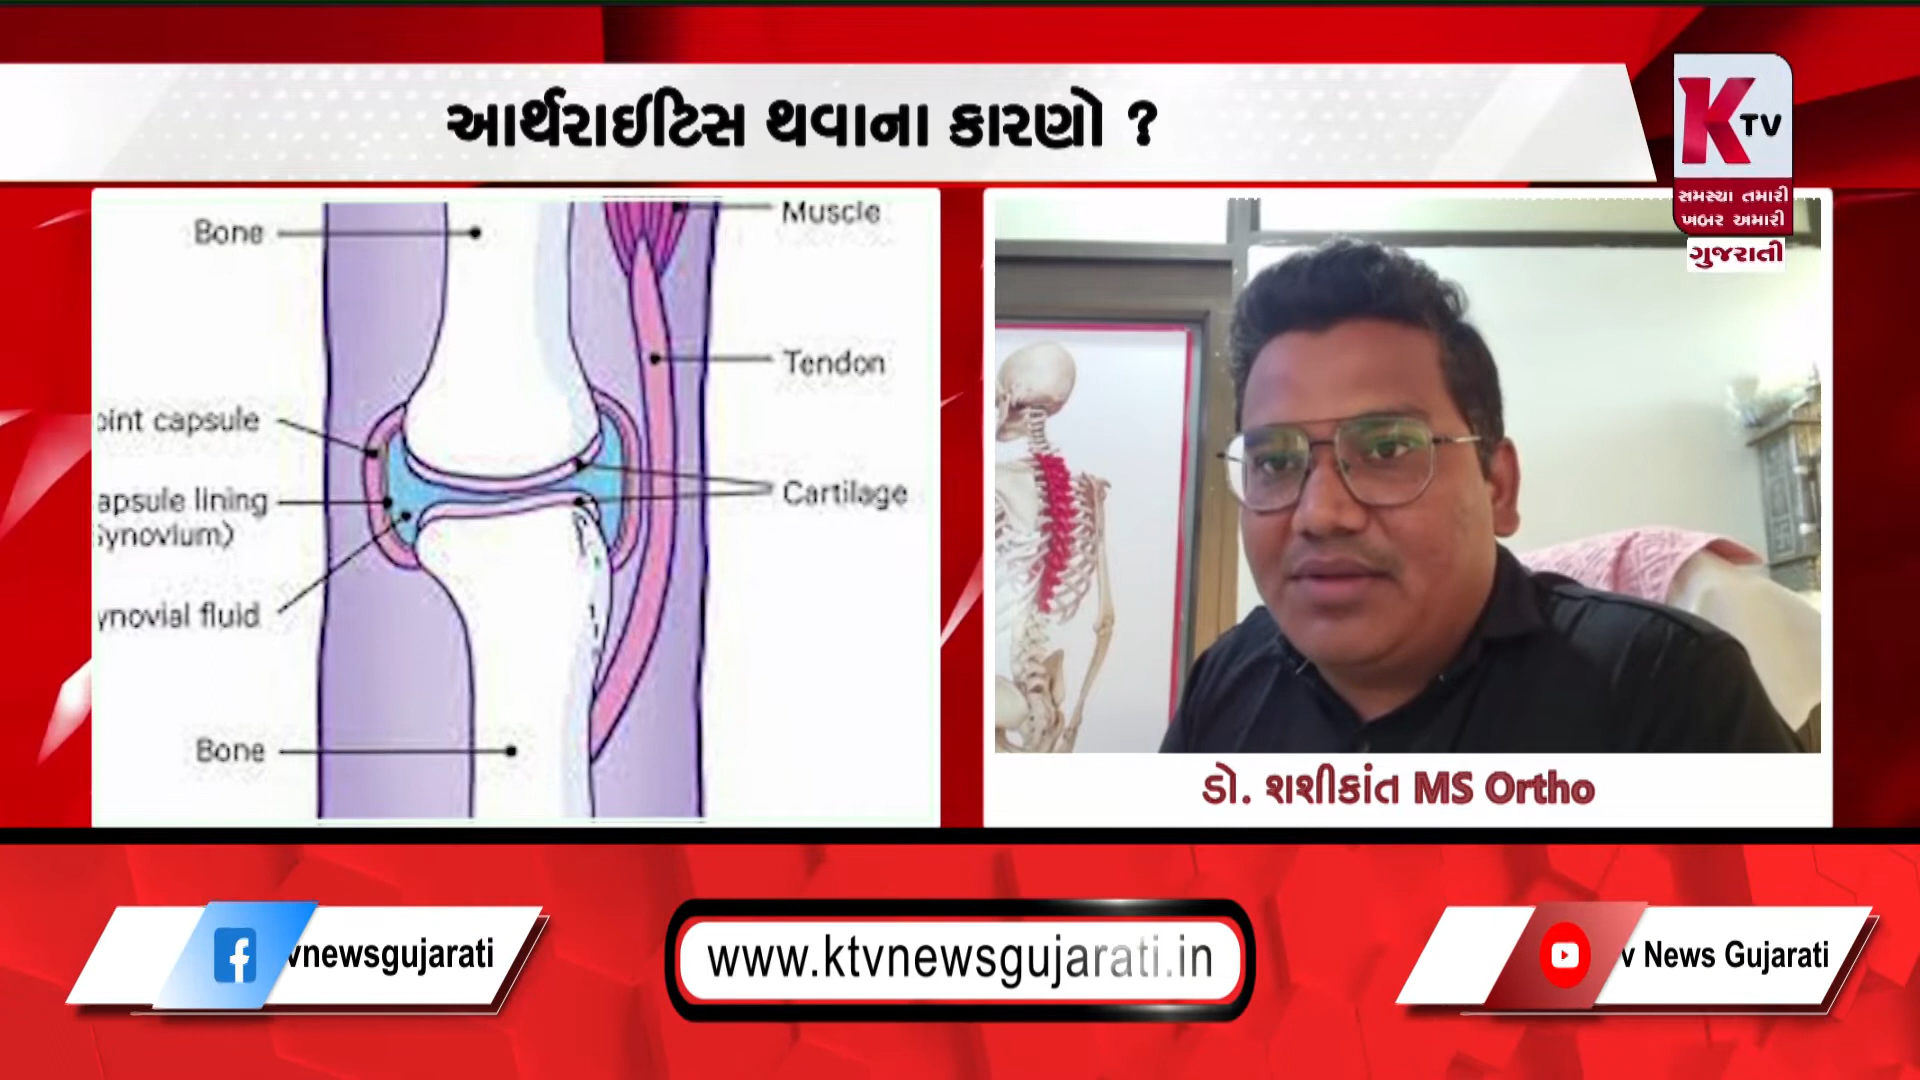 આર્થરાઈટિસ થવાના કારણો ?
K TV
સમસ્યા તમારી
ખબર અમારી
ગુજરાતી
Bone
Muscle
Tendon
oint capsule
apsule lining
Synovium)
Cartilage
ynovial fluid
Bone
ડો. શશીકાંત MS Ortho
vnewsgujarati
www.ktvnewsgujarati.in
v News Gujarati